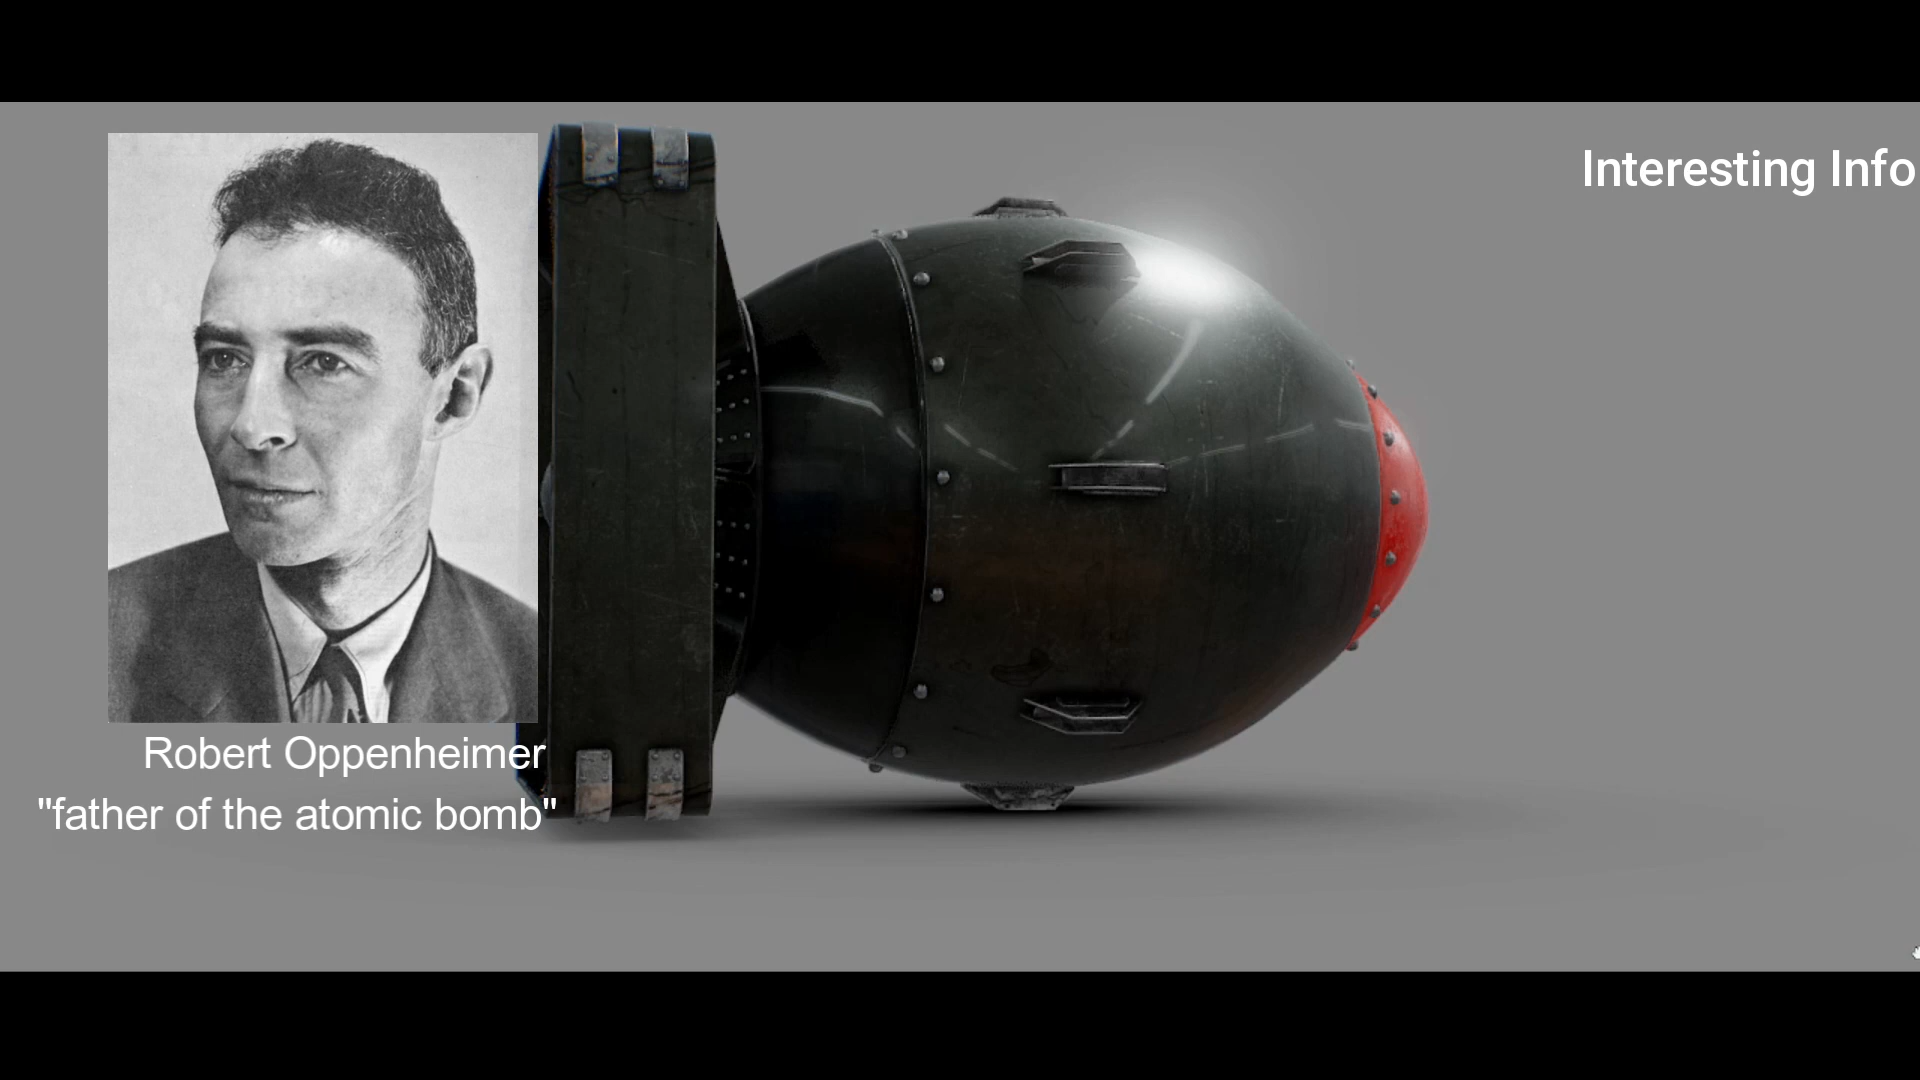 Interesting Info
Robert Oppenheimer
"father of the atomic bomb"